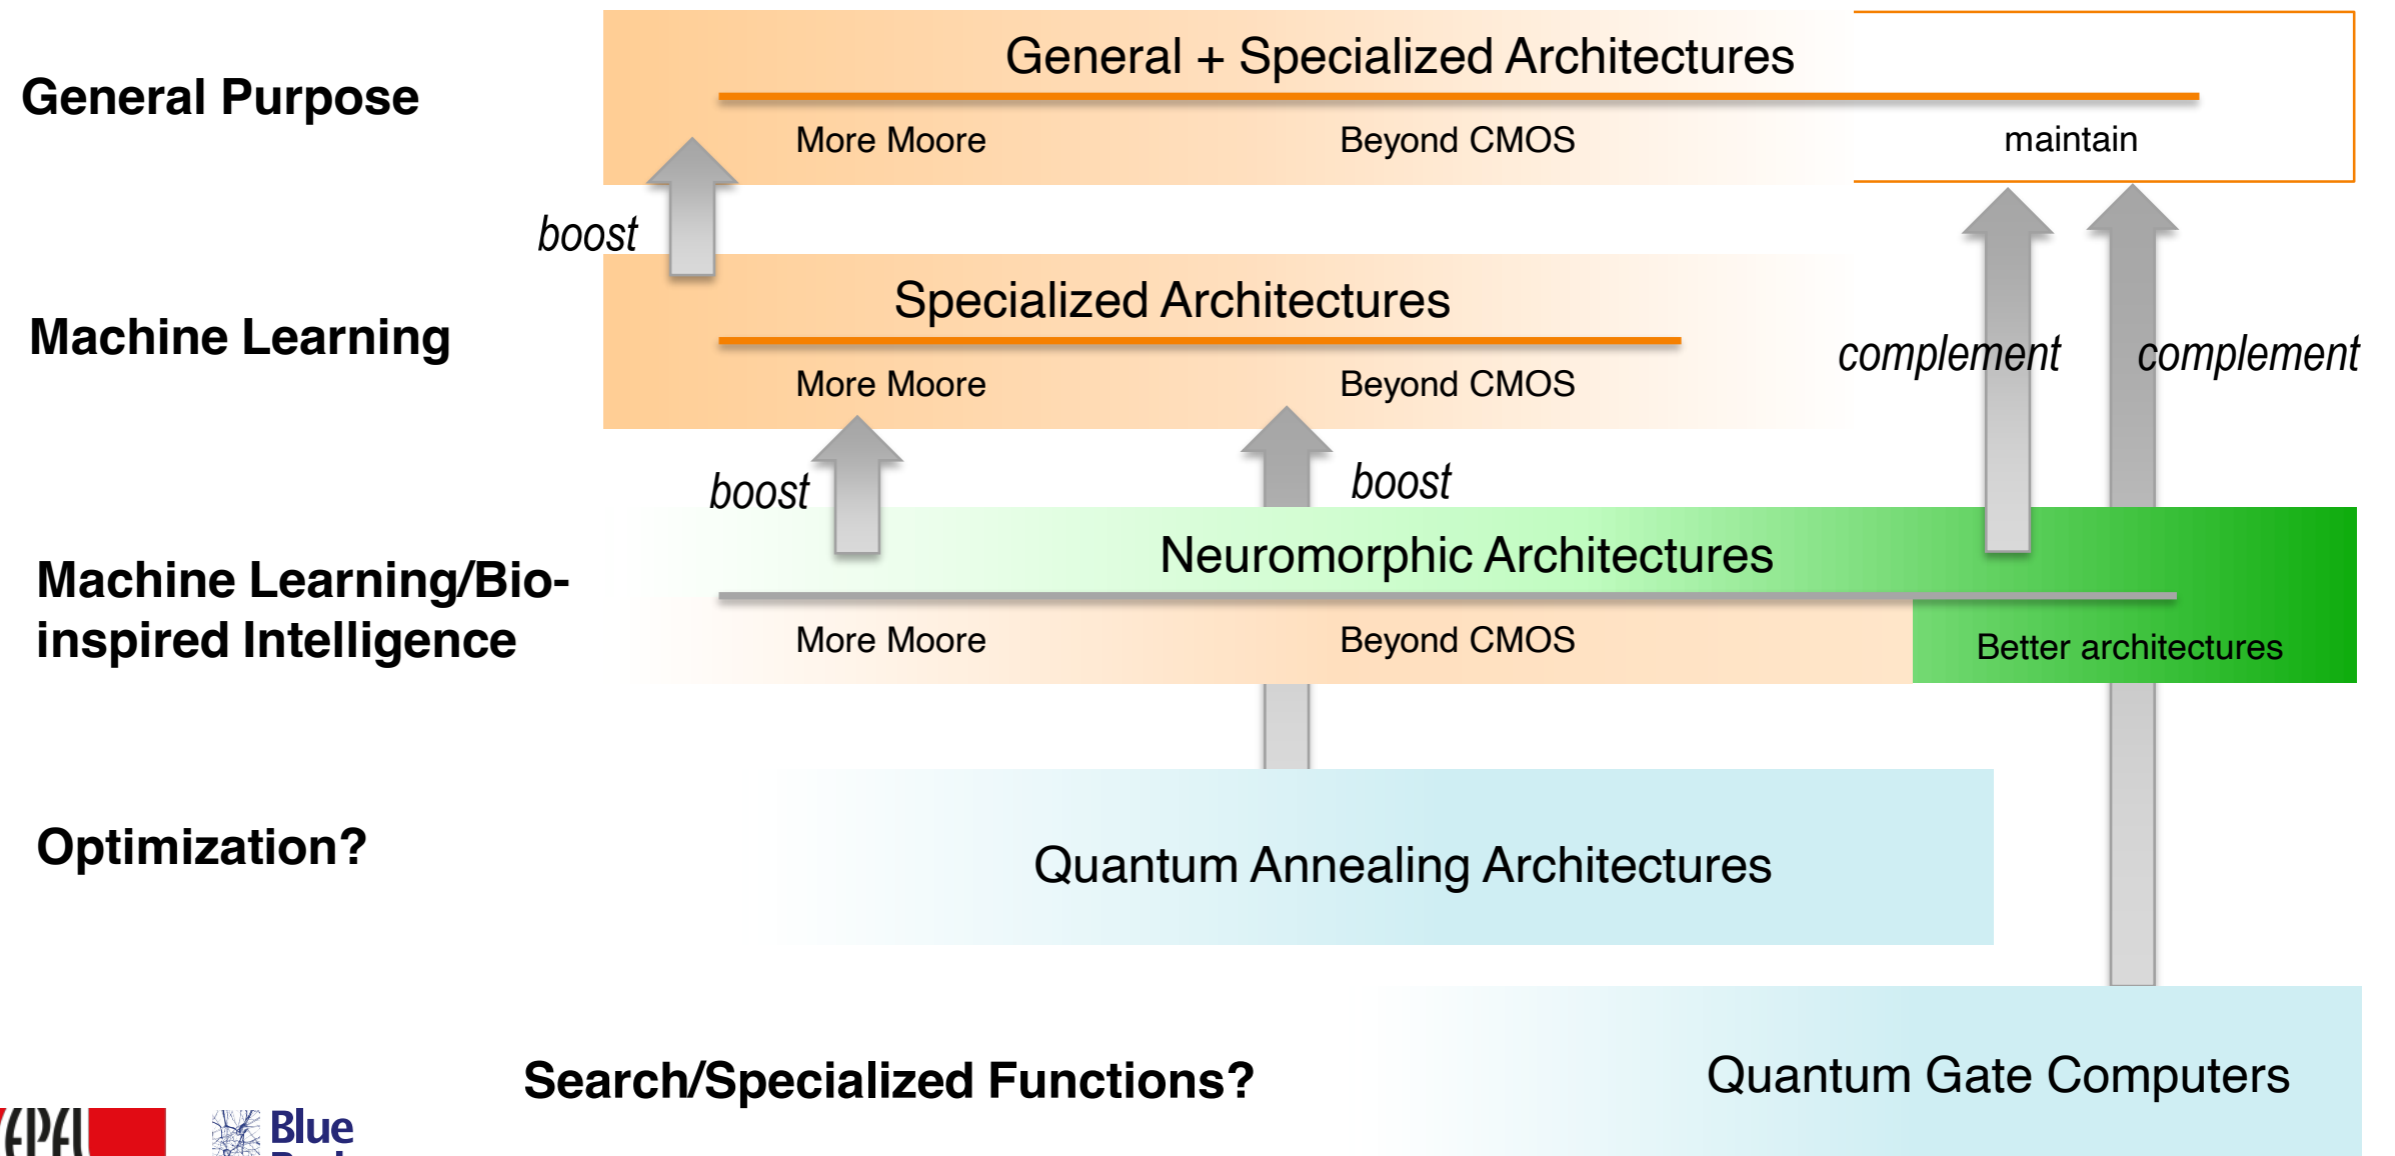 General Purpose
General + Specialized Architectures
More Moore
Beyond CMOS
maintain
boost
Machine Learning
Specialized Architectures
More Moore
Beyond CMOS
complement
complement
boost
boost
Machine Learning/Bio-
inspired Intelligence
Neuromorphic Architectures
More Moore
Beyond CMOS
Better architectures
Optimization?
Quantum Annealing Architectures
Search/Specialized Functions?
Quantum Gate Computers
Blue